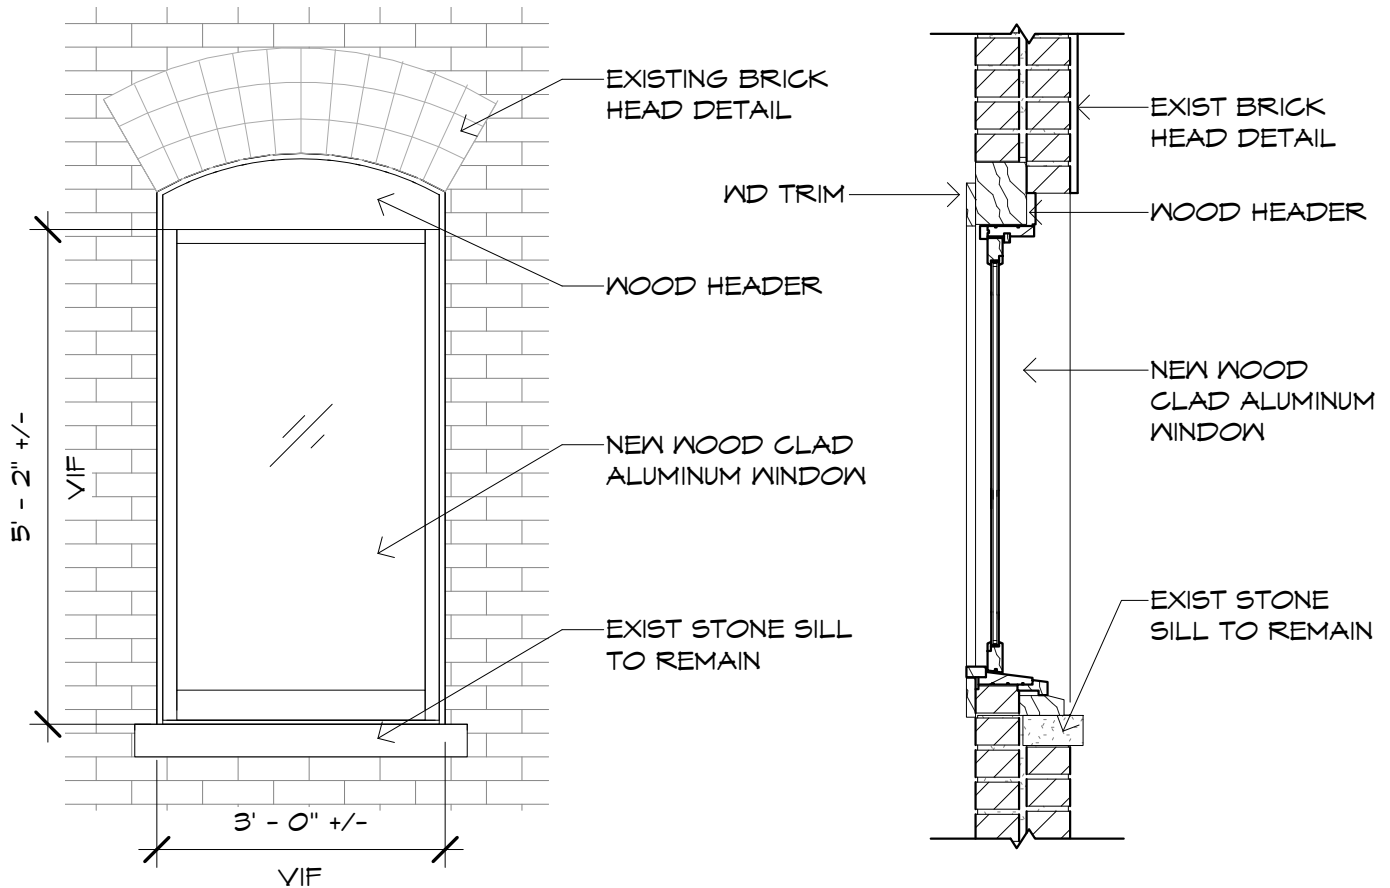 EXISTING BRICK
HEAD DETAIL
WOOD HEADER
NEW WOOD CLAD
ALUMINUM WINDOW
EXIST STONE SILL
TO REMAIN
5' - 2" +/-
VIF
3' - 0" +/-
VIF
EXIST BRICK
HEAD DETAIL
WD TRIM
WOOD HEADER
NEW WOOD
CLAD ALUMINUM
WINDOW
EXIST STONE
SILL TO REMAIN